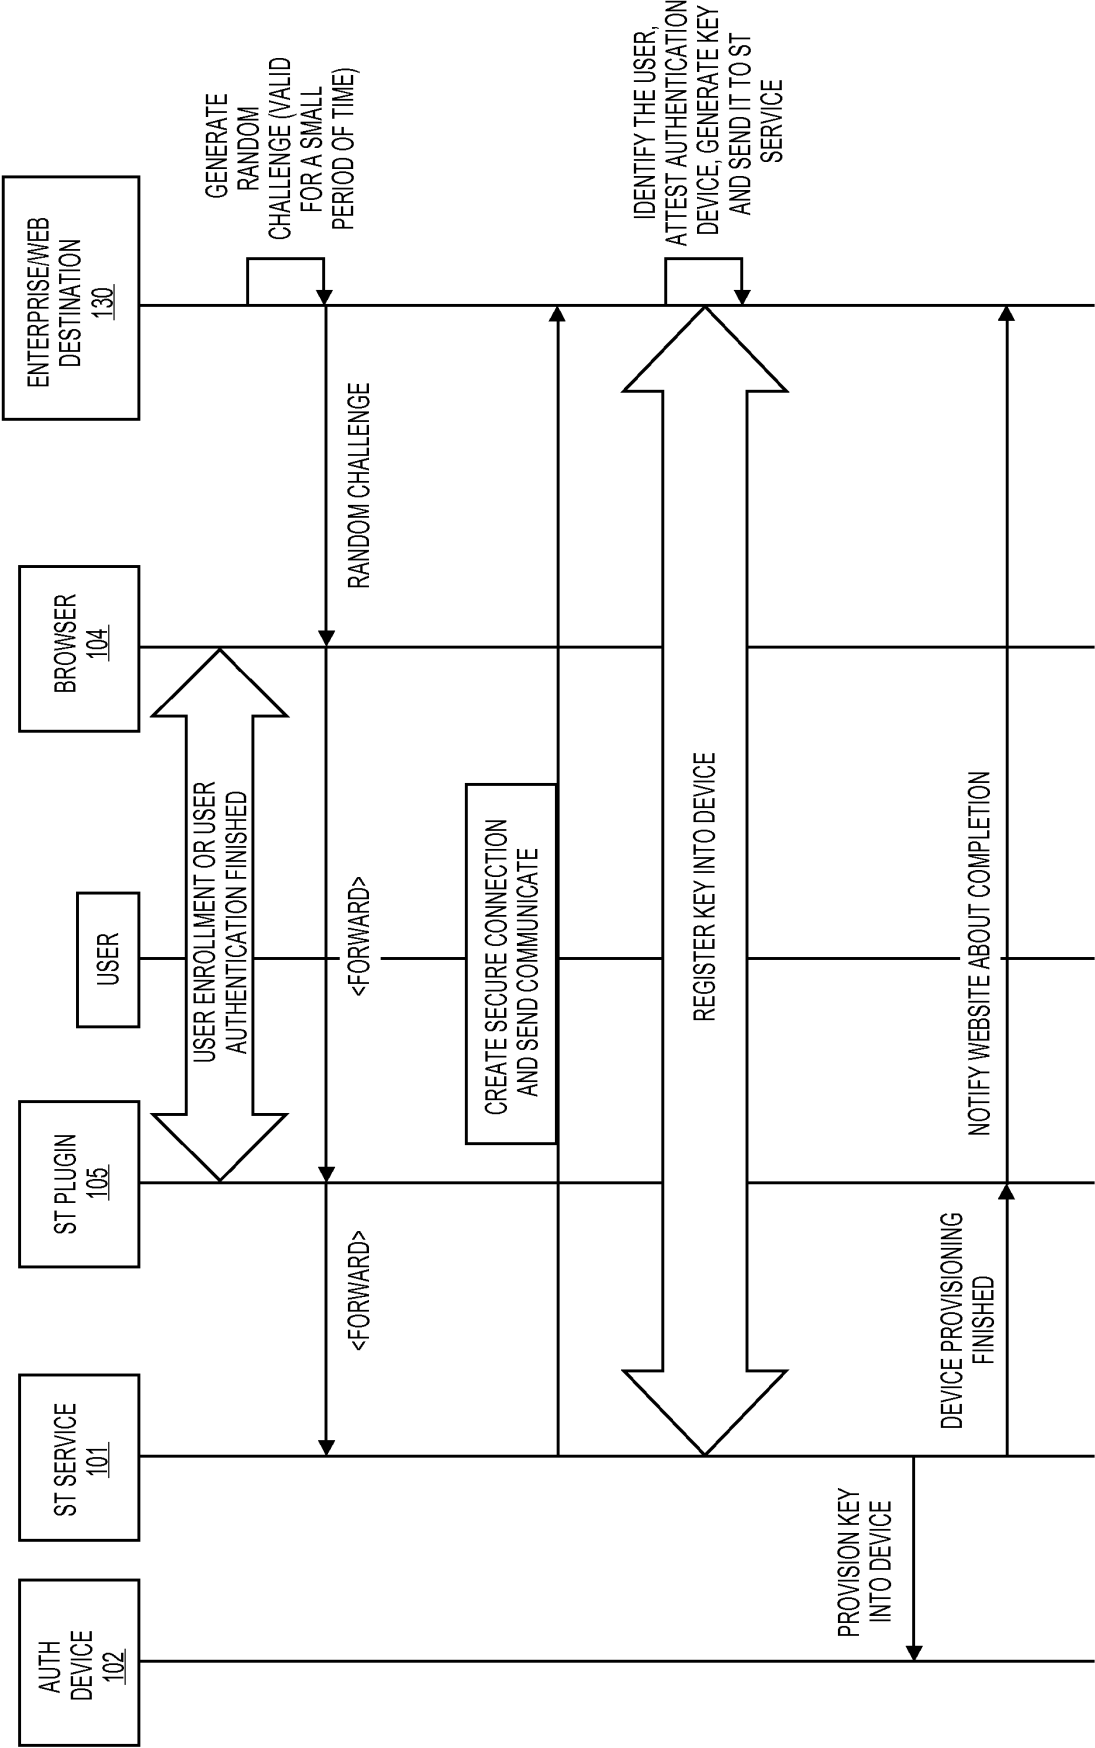 AUTH
DEVICE
102
ST SERVICE
101
ST PLUGIN
105
USER
BROWSER
104
ENTERPRISE/WEB
DESTINATION
130
USER ENROLLMENT OR USER
AUTHENTICATION FINISHED
GENERATE
RANDOM
CHALLENGE (VALID
FOR A SMALL
PERIOD OF TIME)
<FORWARD>
<FORWARD>
RANDOM CHALLENGE
CREATE SECURE CONNECTION
AND SEND COMMUNICATE
REGISTER KEY INTO DEVICE
IDENTIFY THE USER,
ATTEST AUTHENTICATION
DEVICE, GENERATE KEY
AND SEND IT TO ST
SERVICE
PROVISION KEY
INTO DEVICE
DEVICE PROVISIONING
FINISHED
NOTIFY WEBSITE ABOUT COMPLETION